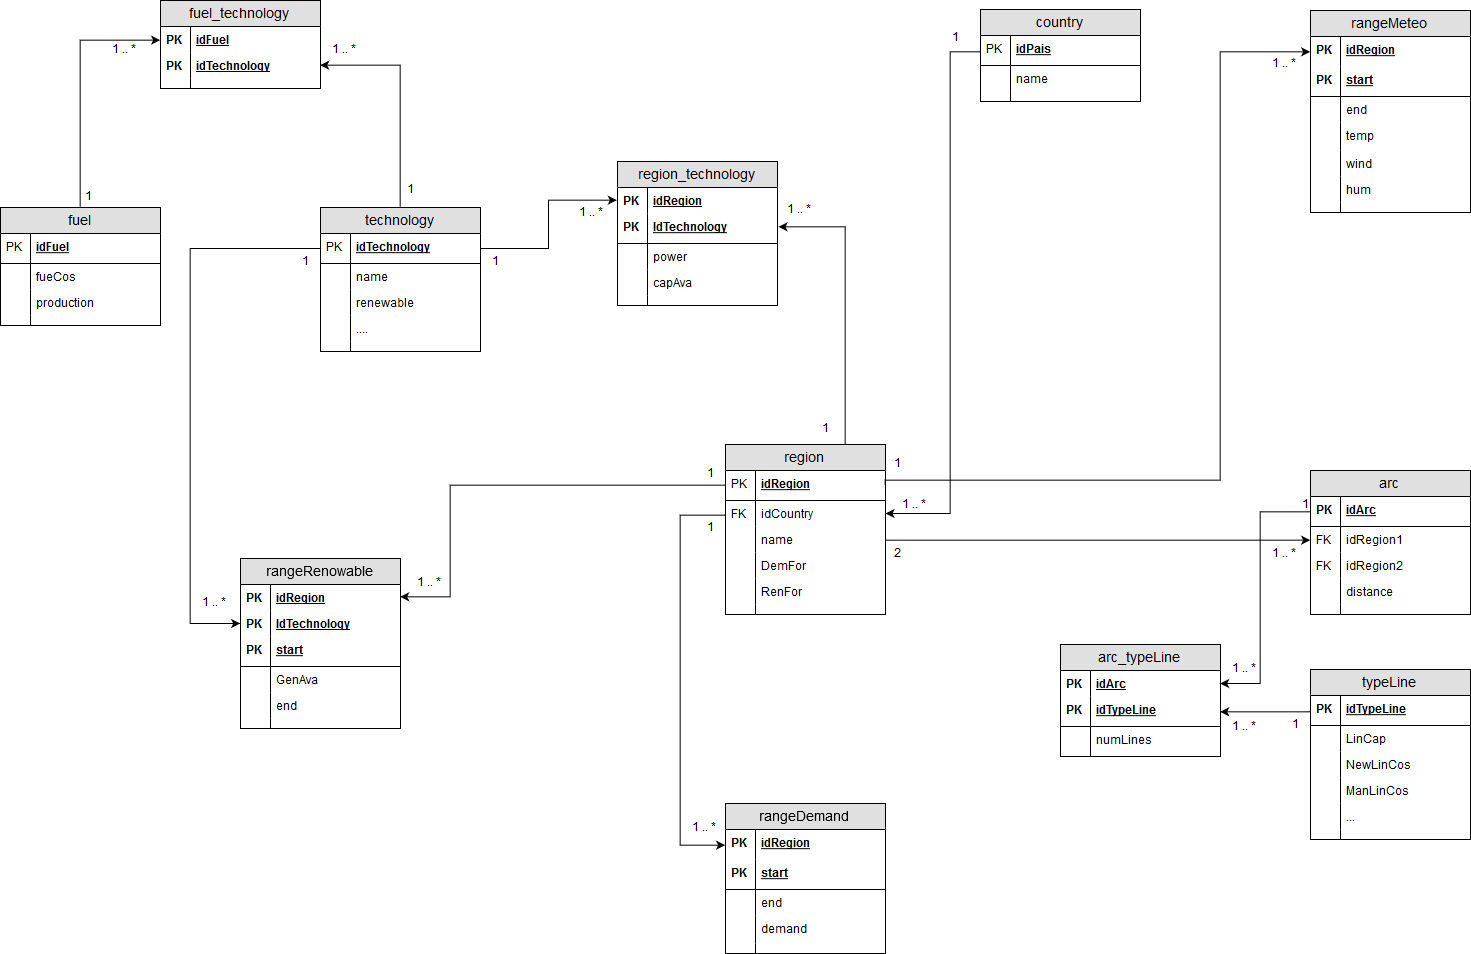 fuel_technology
PK idFuel
PK idTechnology
1 .. *
1 .. *
1
1
fuel
PK idFuel
fueCos
production
technology
PK idTechnology
name
renewable
....
1
1
region_technology
PK idRegion
PK IdTechnology
power
capAva
1 .. *
1 .. *
1
country
PK idPais
name
1
rangeMeteo
PK idRegion
PK start
end
temp
wind
hum
1 .. *
region
PK idRegion
FK idCountry
name
DemFor
RenFor
1
1
1
1 .. *
2
1 .. *
arc
PK idArc
FK idRegion1
FK idRegion2
distance
1
rangeRenowable
PK idRegion
PK IdTechnology
PK start
GenAva
end
1 .. *
1 .. *
arc_typeLine
PK idArc
PK idTypeLine
numLines
1 .. *
1 .. *
1
typeLine
PK idTypeLine
LinCap
NewLinCos
ManLinCos
...
rangeDemand
PK idRegion
PK start
end
demand
1 .. *